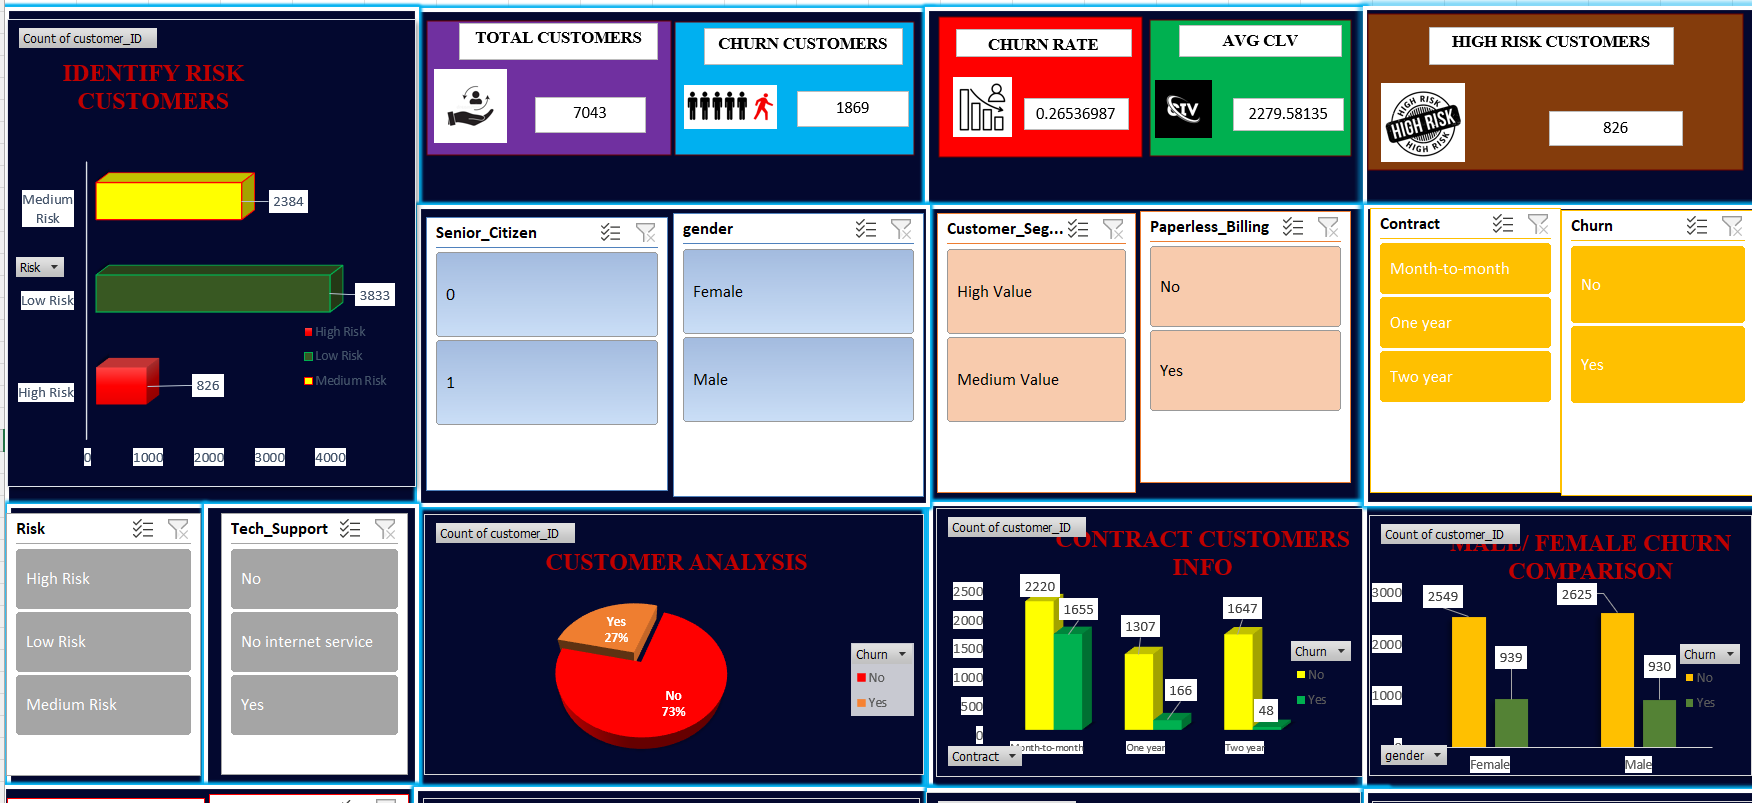 Count of customer_ID
IDENTIFY RISK
CUSTOMERS
Medium
Risk
2384
Risk
Low Risk
3833
High Risk
Low Risk
Medium Risk
High Risk
826
0
1000
2000
3000
4000
TOTAL CUSTOMERS
7043
CHURN CUSTOMERS
1869
CHURN RATE
0.26536987
AVG CLV
2279.58135
HIGH RISK CUSTOMERS
HIGH RISK
HIGH RISK
HIGH RISK
826
Senior_Citizen
0
1
gender
Female
Male
Customer_Seg...
High Value
Medium Value
Paperless_Billing
No
Yes
Contract
Month-to-month
One year
Two year
Churn
No
Yes
Risk
High Risk
Low Risk
Medium Risk
Tech_Support
No
No internet service
Yes
Count of customer_ID
CUSTOMER ANALYSIS
Yes
27%
No
73%
Churn
No
Yes
Count of customer_ID
CONTRACT CUSTOMERS
INFO
2500
2000
1500
1000
500
0
2220
1655
1307
166
1647
48
Churn
No
Yes
Month-to-month
One year
Two year
Contract
Count of customer_ID
MALE/ FEMALE CHURN
COMPARISON
3000
2000
1000
2549
939
2625
930
Churn
No
Yes
gender
Female
Male